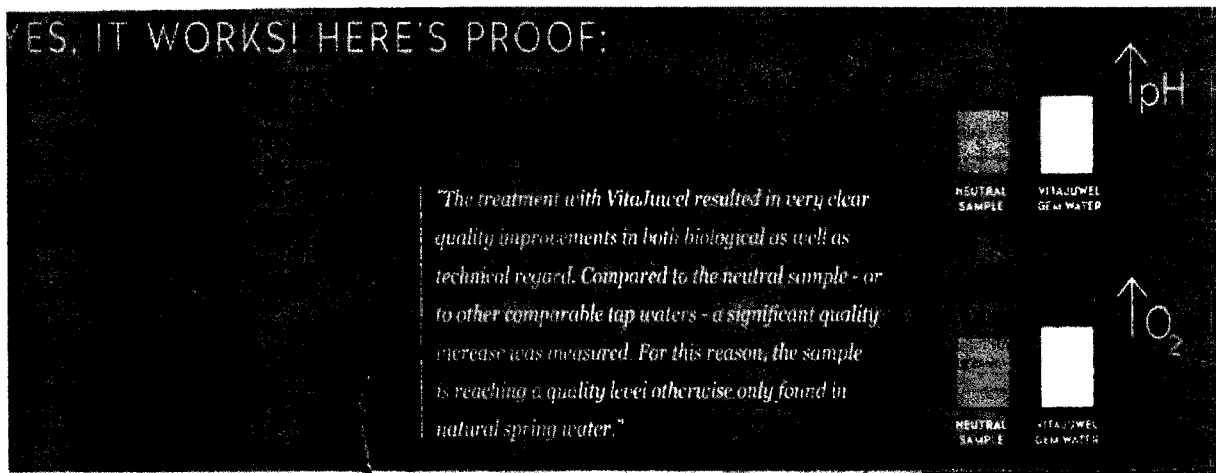 YES, IT WORKS! HERE'S PROOF:
pH
NEUTRAL SAMPLE
VITAJUWEL GEM WATER
"The treatment with VitaJuwel resulted in very clear
quality improvements in both biological as well as
technical regard. Compared to the neutral sample - or
to other comparable tap waters - a significant quality
increase was measured. For this reason, the sample
is reaching a quality level otherwise only found in
natural spring water."
O2
NEUTRAL SAMPLE
VITAJUWEL GEM WATER